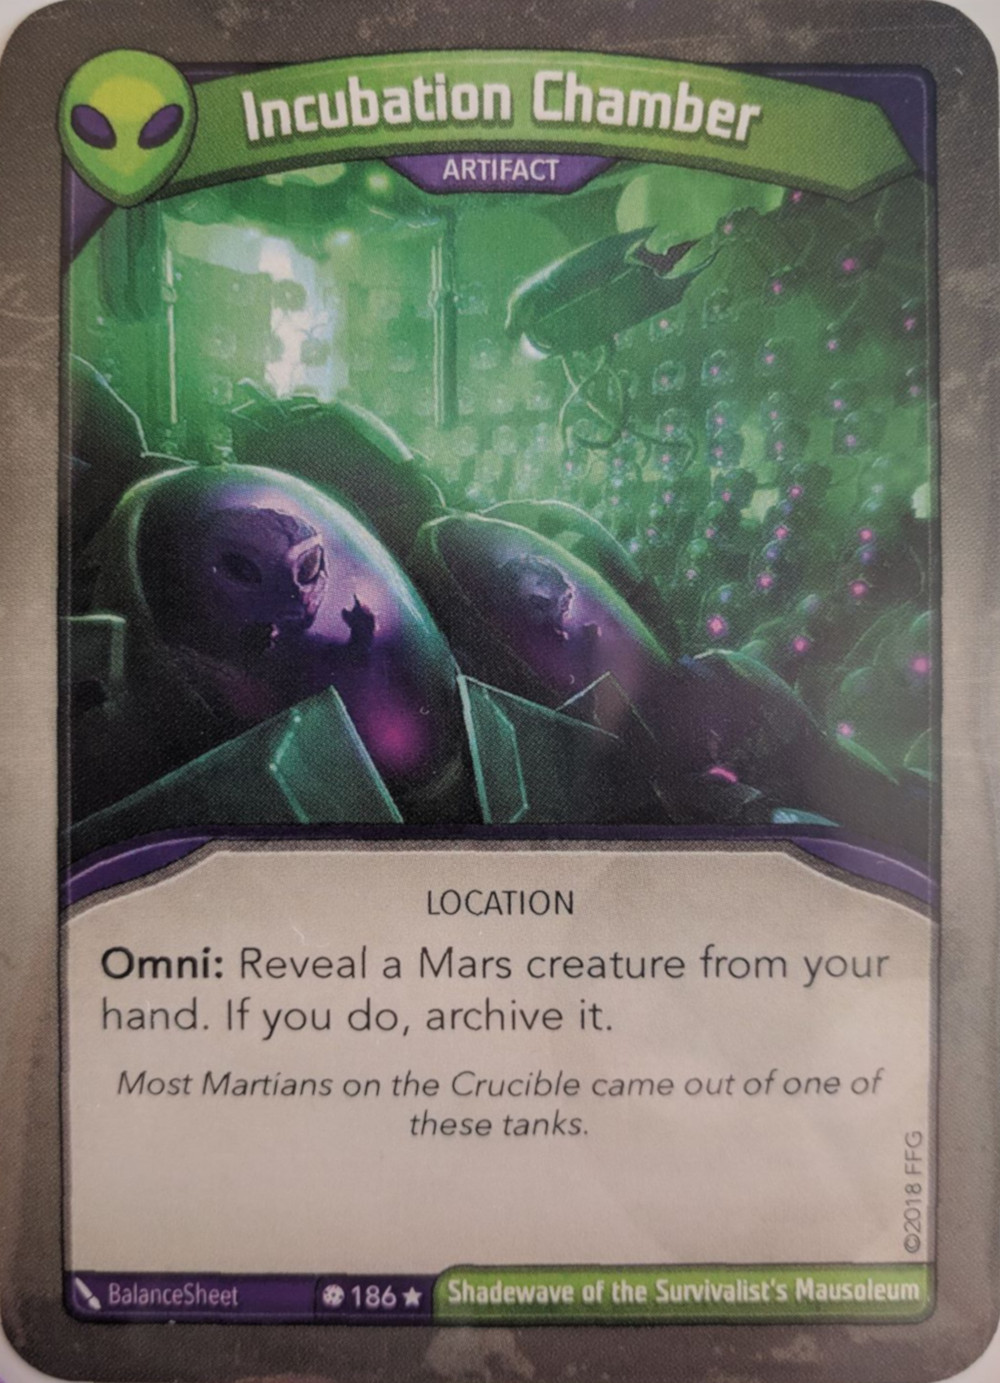 Incubation Chamber
ARTIFACT
LOCATION
Omni: Reveal a Mars creature from your
hand. If you do, archive it.
Most Martians on the Crucible came out of one of
these tanks.
©2018 FFG
BalanceSheet
186
Shadewave of the Survivalist's Mausoleum